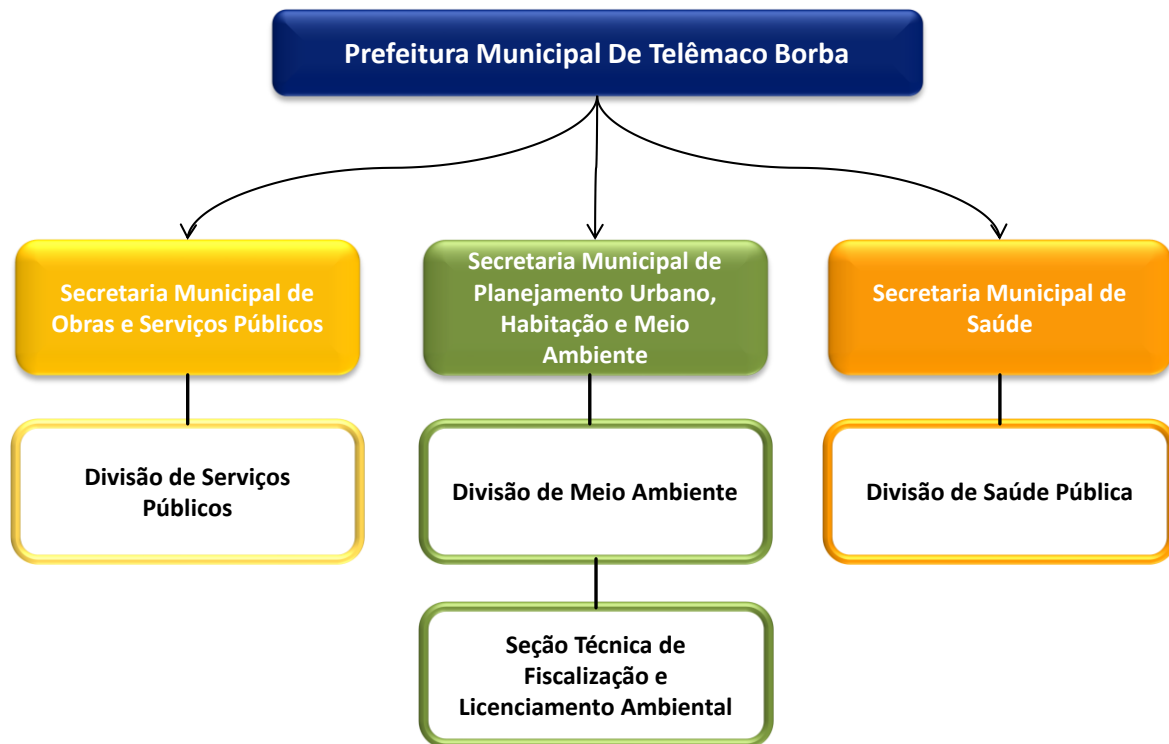 Prefeitura Municipal De Telêmaco Borba
Secretaria Municipal de
Obras e Serviços Públicos
Secretaria Municipal de
Planejamento Urbano,
Habitação e Meio
Ambiente
Secretaria Municipal de
Saúde
Divisão de Serviços
Públicos
Divisão de Meio Ambiente
Divisão de Saúde Pública
Seção Técnica de
Fiscalização e
Licenciamento Ambiental